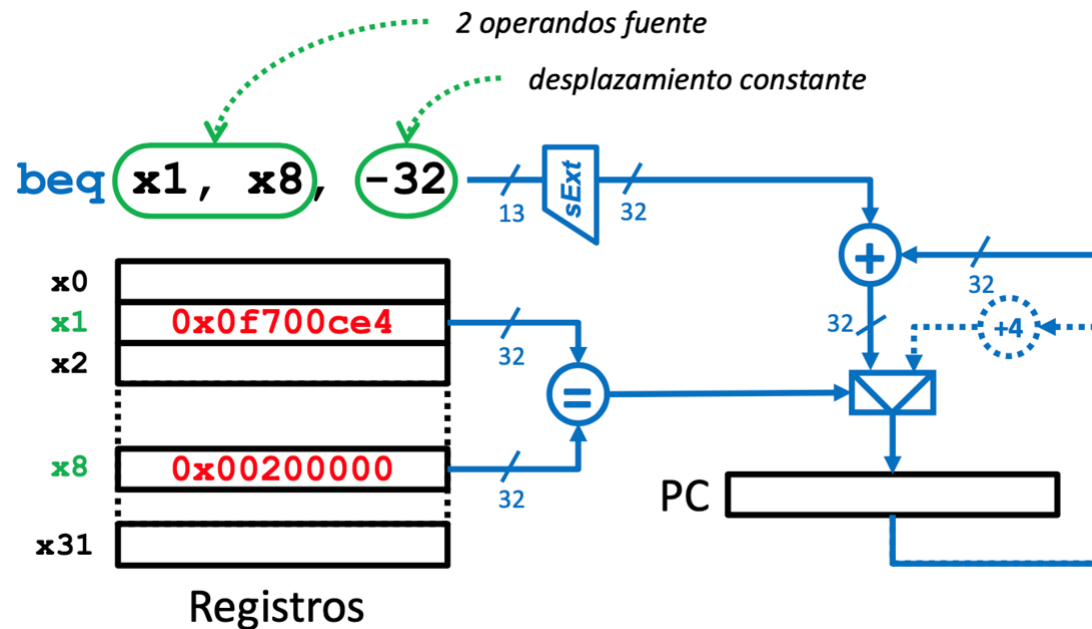 2 operandos fuente
desplazamiento constante
beq x1, x8, -32
13
sExt
32
+
32
32
+4
x0
x1 0x0f700ce4
32
x2
=
x8 0x00200000
32
PC
x31
Registros